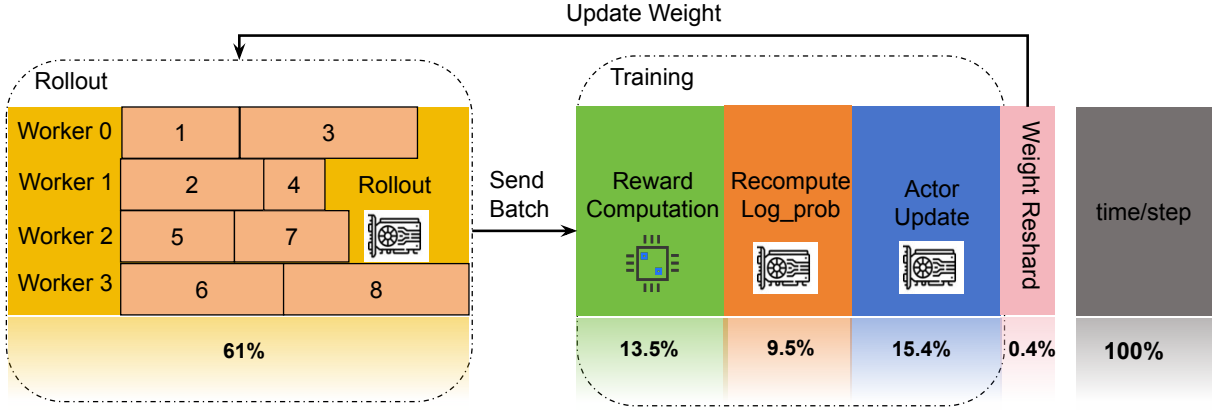 Update Weight
Rollout
Training
Worker 0
1
3
Worker 1
2
4
Rollout
Worker 2
5
7
Worker 3
6
8
Send
Batch
Reward
Computation
Recompute
Log_prob
Actor
Update
Weight Reshard
time/step
61%
13.5%
9.5%
15.4%
0.4%
100%